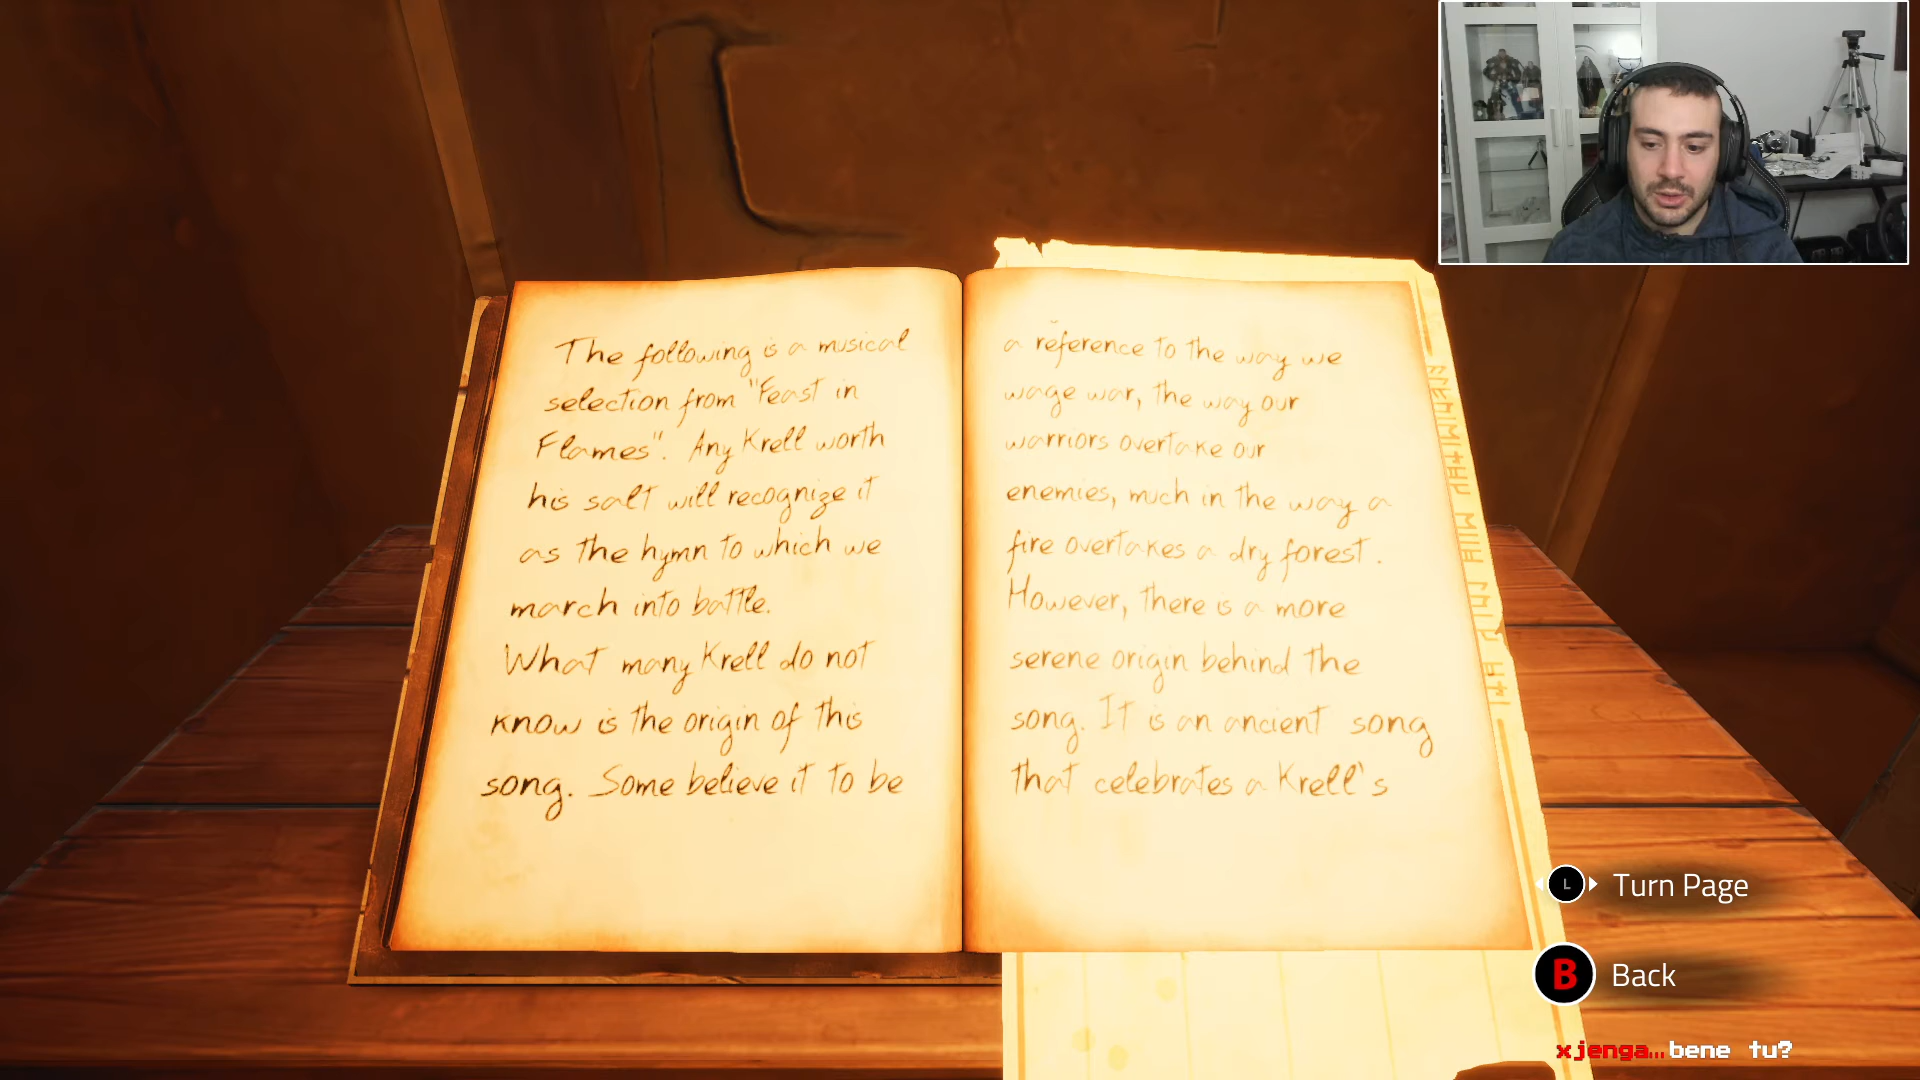 The following is a musical
selection from "Feast in
Flames". Any Krell worth
his salt will recognize it
as the hymn to which we
march into battle.
What many Krell do not
know is the origin of this
song. Some believe it to be
a reference to the way we
wage war, the way our
warriors overtake our
enemies, much in the way a
fire overtakes a dry forest.
However, there is a more
serene origin behind the
song. It is an ancient song
that celebrates a Krell's
L Turn Page
B Back
xjenga... bene tu?